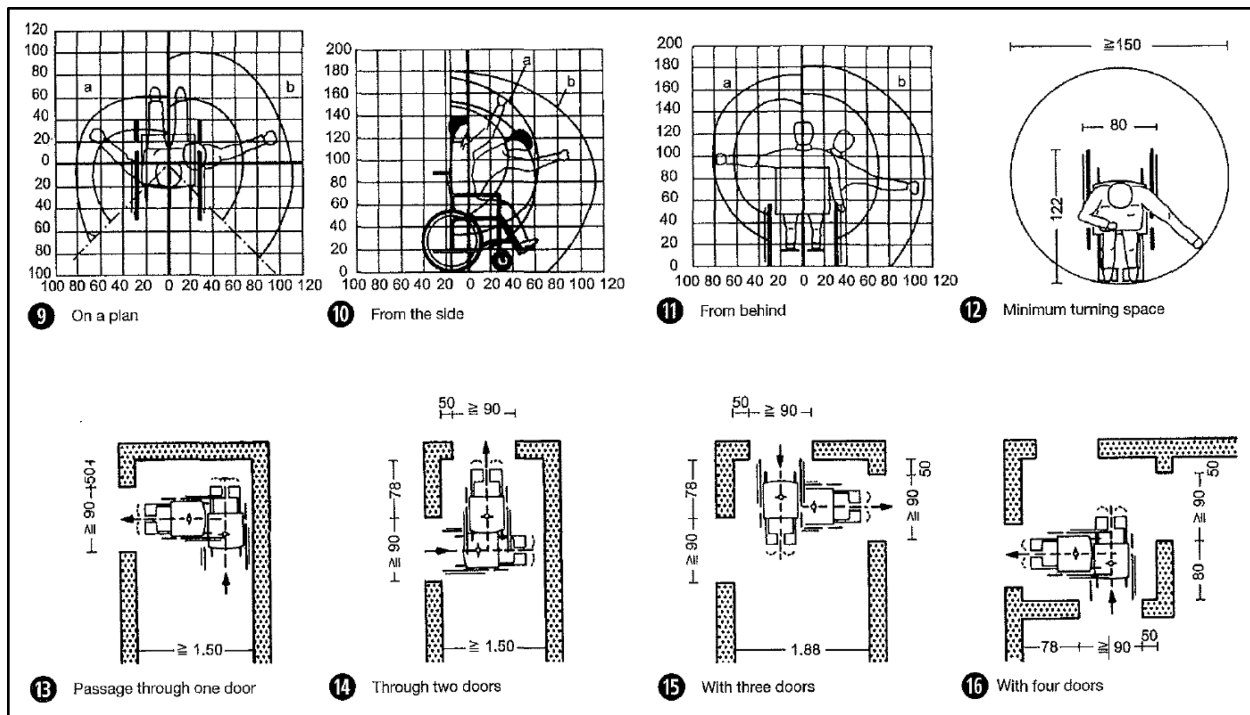 120
100
80
60
40
20
0
20
40
60
80
100
a
b
100 80 60 40 20 0 20 40 60 80 100 120
9 On a plan
200
180
160
140
120
100
80
60
40
20
0
a
b
100 80 60 40 20 0 20 40 60 80 100
10 From the side
200
180
160
140
120
100
80
60
40
20
0
a
b
100 80 60 40 20 0 20 40 60 80 100 120
11 From behind
≧150
80
122
12 Minimum turning space
50
≧ 90
≧ 1.50
13 Passage through one door
50 ≧ 90
78
≧ 90
≧ 1.50
14 Through two doors
50 ≧ 90
78
≧ 90
50
≧ 90
1.88
15 With three doors
50
≧ 90
80
78 ≧ 90 50
16 With four doors